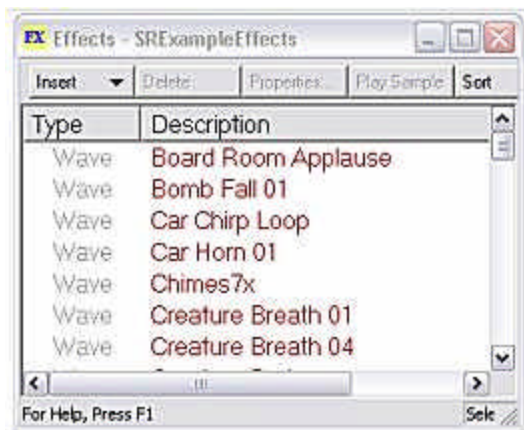 FX Effects - SRExampleEffects
Insert Delete Properties... Play Sample Sort
Type Description
Wave Board Room Applause
Wave Bomb Fall 01
Wave Car Chirp Loop
Wave Car Horn 01
Wave Chimes7x
Wave Creature Breath 01
Wave Creature Breath 04
For Help, Press F1 Sele